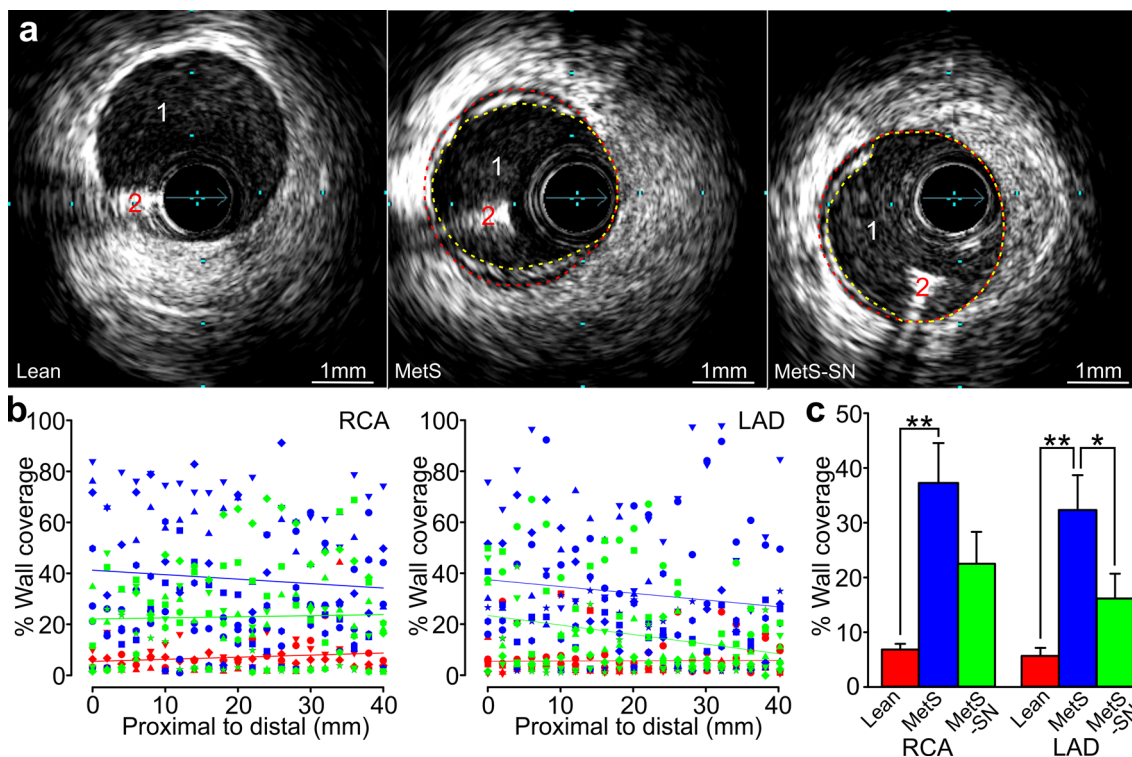 a
1
2
Lean
1mm
1
2
MetS
1mm
1
2
MetS-SN
1mm
b
RCA
% Wall coverage
100
80
60
40
20
0
0 10 20 30 40
Proximal to distal (mm)
LAD
% Wall coverage
100
80
60
40
20
0
0 10 20 30 40
Proximal to distal (mm)
c
% Wall coverage
50
40
30
20
10
0
**
** *
Lean
MetS
MetS
-SN
Lean
MetS
MetS
-SN
RCA
LAD